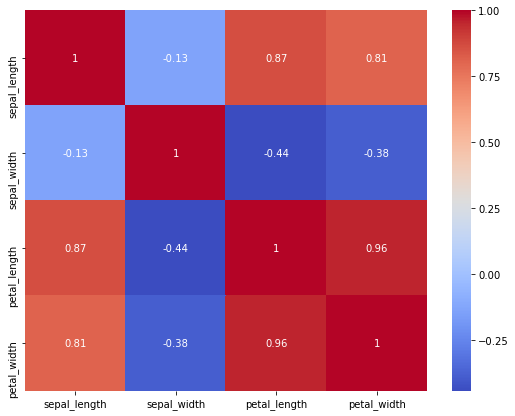 sepal_length 1 -0.13 0.87 0.81
sepal_width -0.13 1 -0.44 -0.38
petal_length 0.87 -0.44 1 0.96
petal_width 0.81 -0.38 0.96 1
sepal_length sepal_width petal_length petal_width
1.00
0.75
0.50
0.25
0.00
−0.25